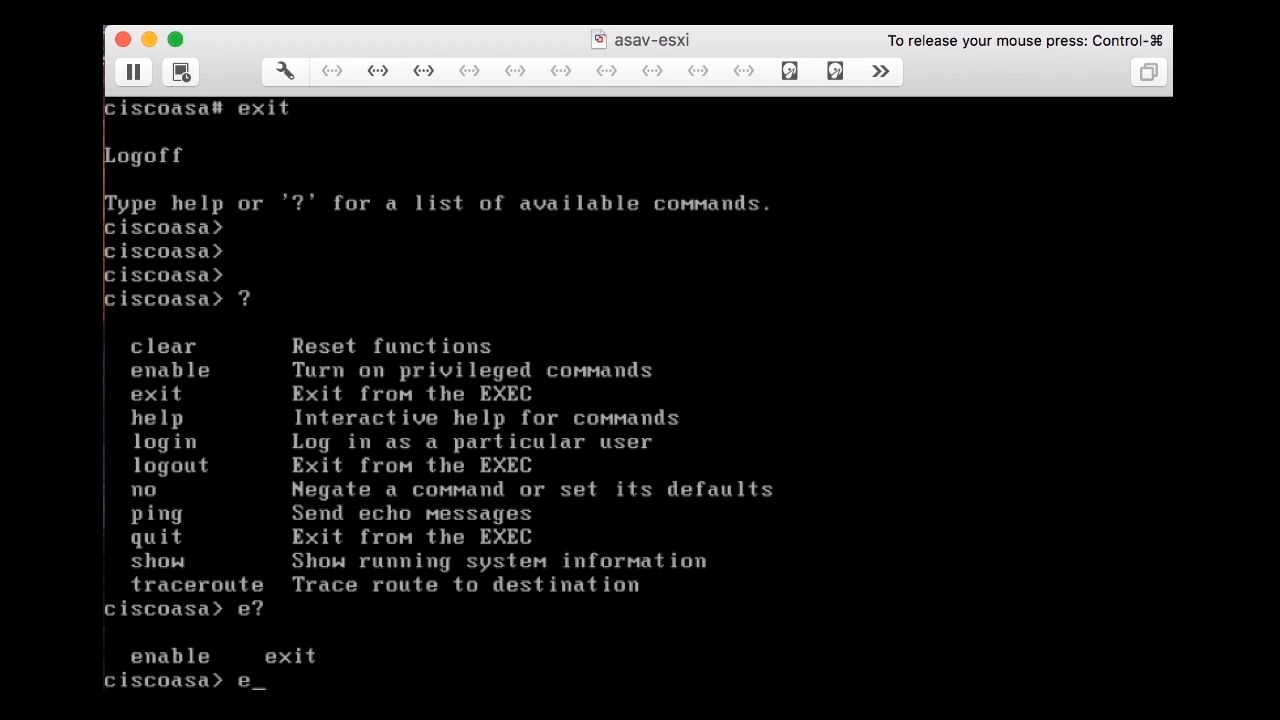 asav-esxi
To release your mouse press: Control-⌘
ciscoasa# exit
Logoff
Type help or '?' for a list of available commands.
ciscoasa>
ciscoasa>
ciscoasa>
ciscoasa> ?
clear Reset functions
enable Turn on privileged commands
exit Exit from the EXEC
help Interactive help for commands
login Log in as a particular user
logout Exit from the EXEC
no Negate a command or set its defaults
ping Send echo messages
quit Exit from the EXEC
show Show running system information
traceroute Trace route to destination
ciscoasa> e?
enable exit
ciscoasa> e_